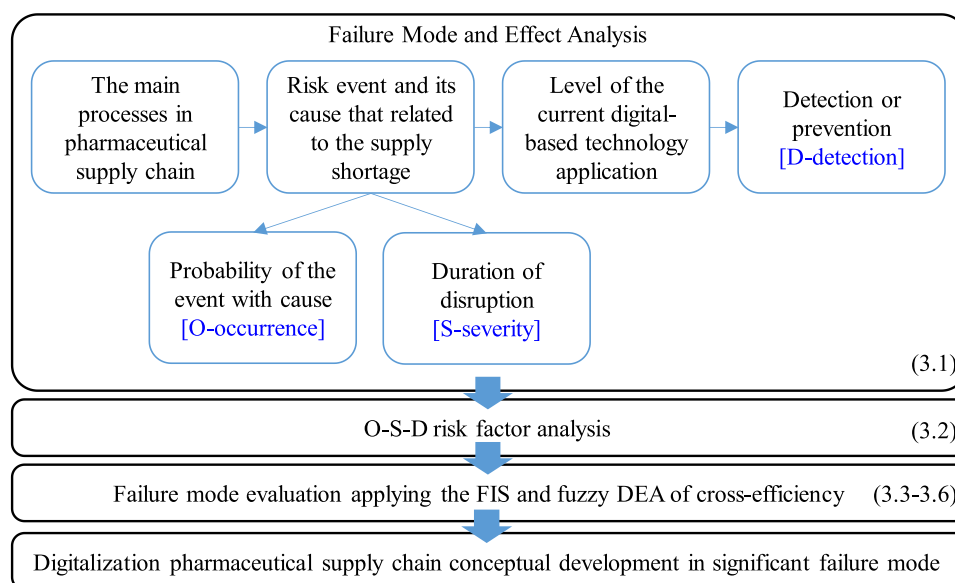 Failure Mode and Effect Analysis
The main
processes in
pharmaceutical
supply chain
Risk event and its
cause that related
to the supply
shortage
Level of the
current digital-
based technology
application
Detection or
prevention
[D-detection]
Probability of the
event with cause
[O-occurrence]
Duration of
disruption
[S-severity]
(3.1)
O-S-D risk factor analysis
(3.2)
Failure mode evaluation applying the FIS and fuzzy DEA of cross-efficiency
(3.3-3.6)
Digitalization pharmaceutical supply chain conceptual development in significant failure mode